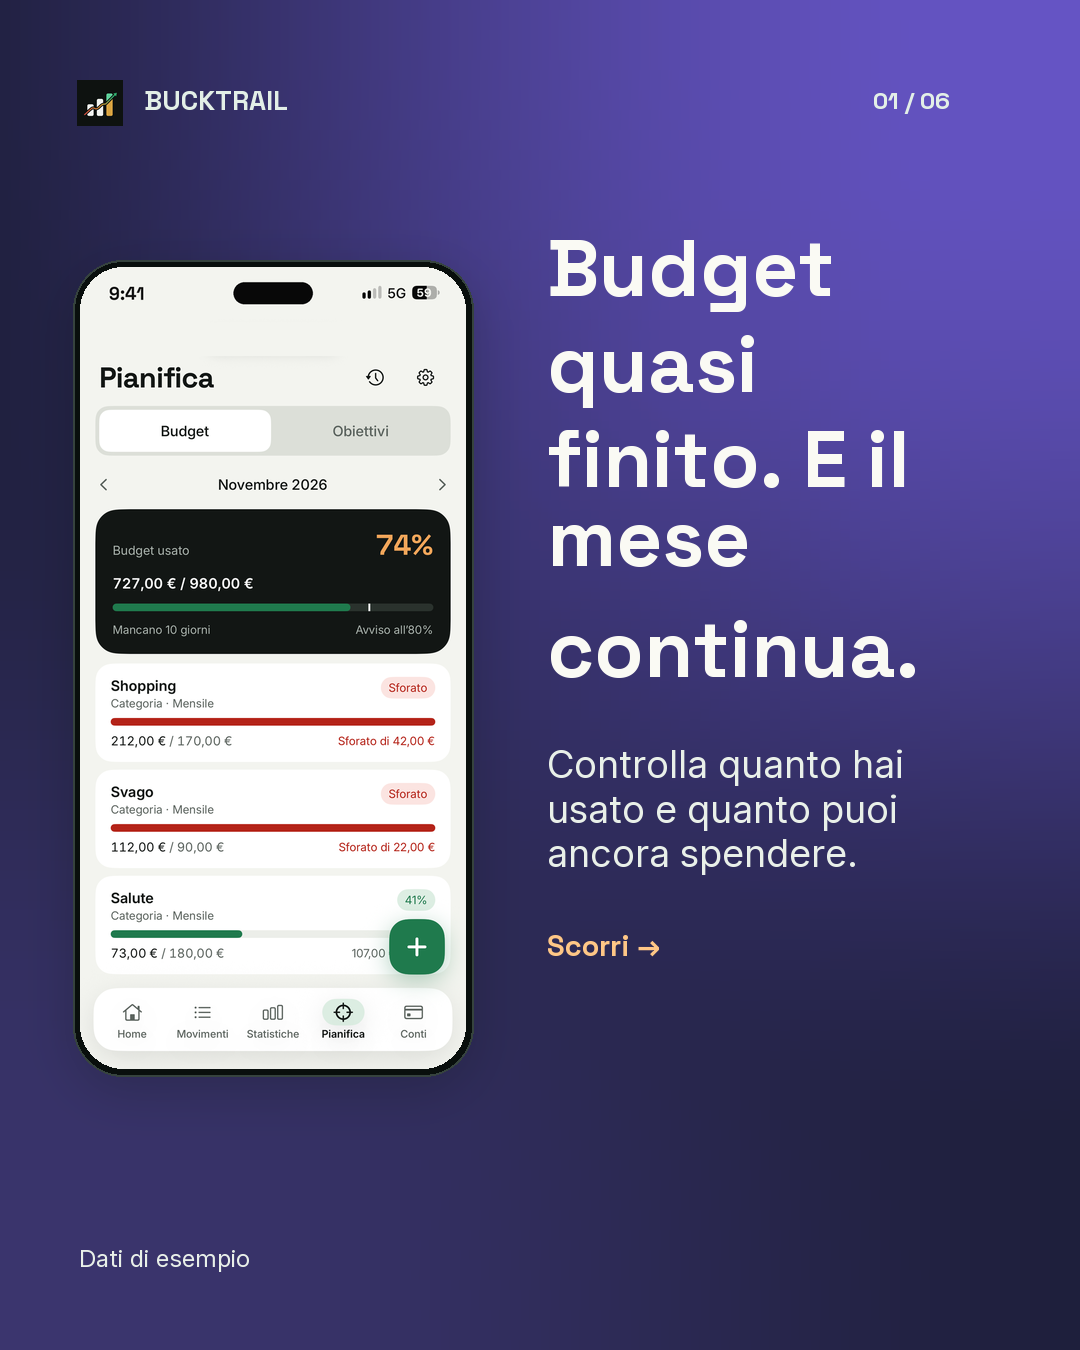 BUCKTRAIL
01 / 06
9:41
5G
59
Pianifica
Budget
Obiettivi
Novembre 2026
Budget usato
74%
727,00 € / 980,00 €
Mancano 10 giorni
Avviso all'80%
Shopping
Sforato
Categoria · Mensile
212,00 € / 170,00 €
Sforato di 42,00 €
Svago
Sforato
Categoria · Mensile
112,00 € / 90,00 €
Sforato di 22,00 €
Salute
41%
Categoria · Mensile
73,00 € / 180,00 €
107,00
Home
Movimenti
Statistiche
Pianifica
Conti
Budget
quasi
finito. E il
mese
continua.
Controlla quanto hai
usato e quanto puoi
ancora spendere.
Scorri →
Dati di esempio